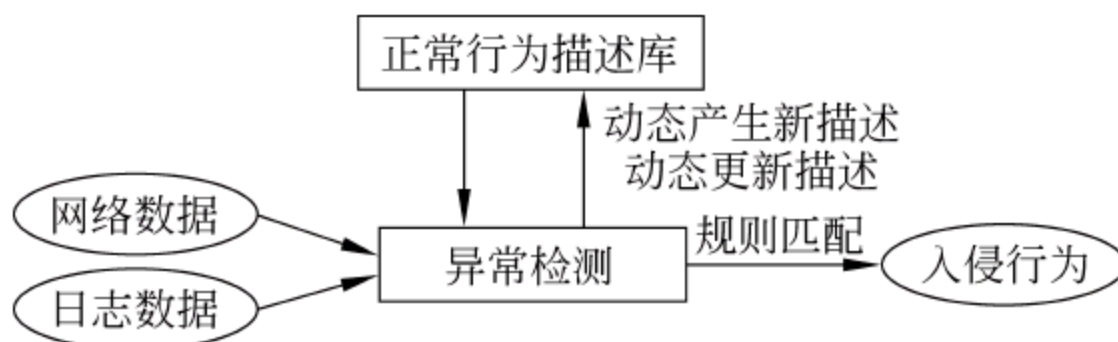 正常行为描述库
动态产生新描述
动态更新描述
网络数据
规则匹配
异常检测
入侵行为
日志数据